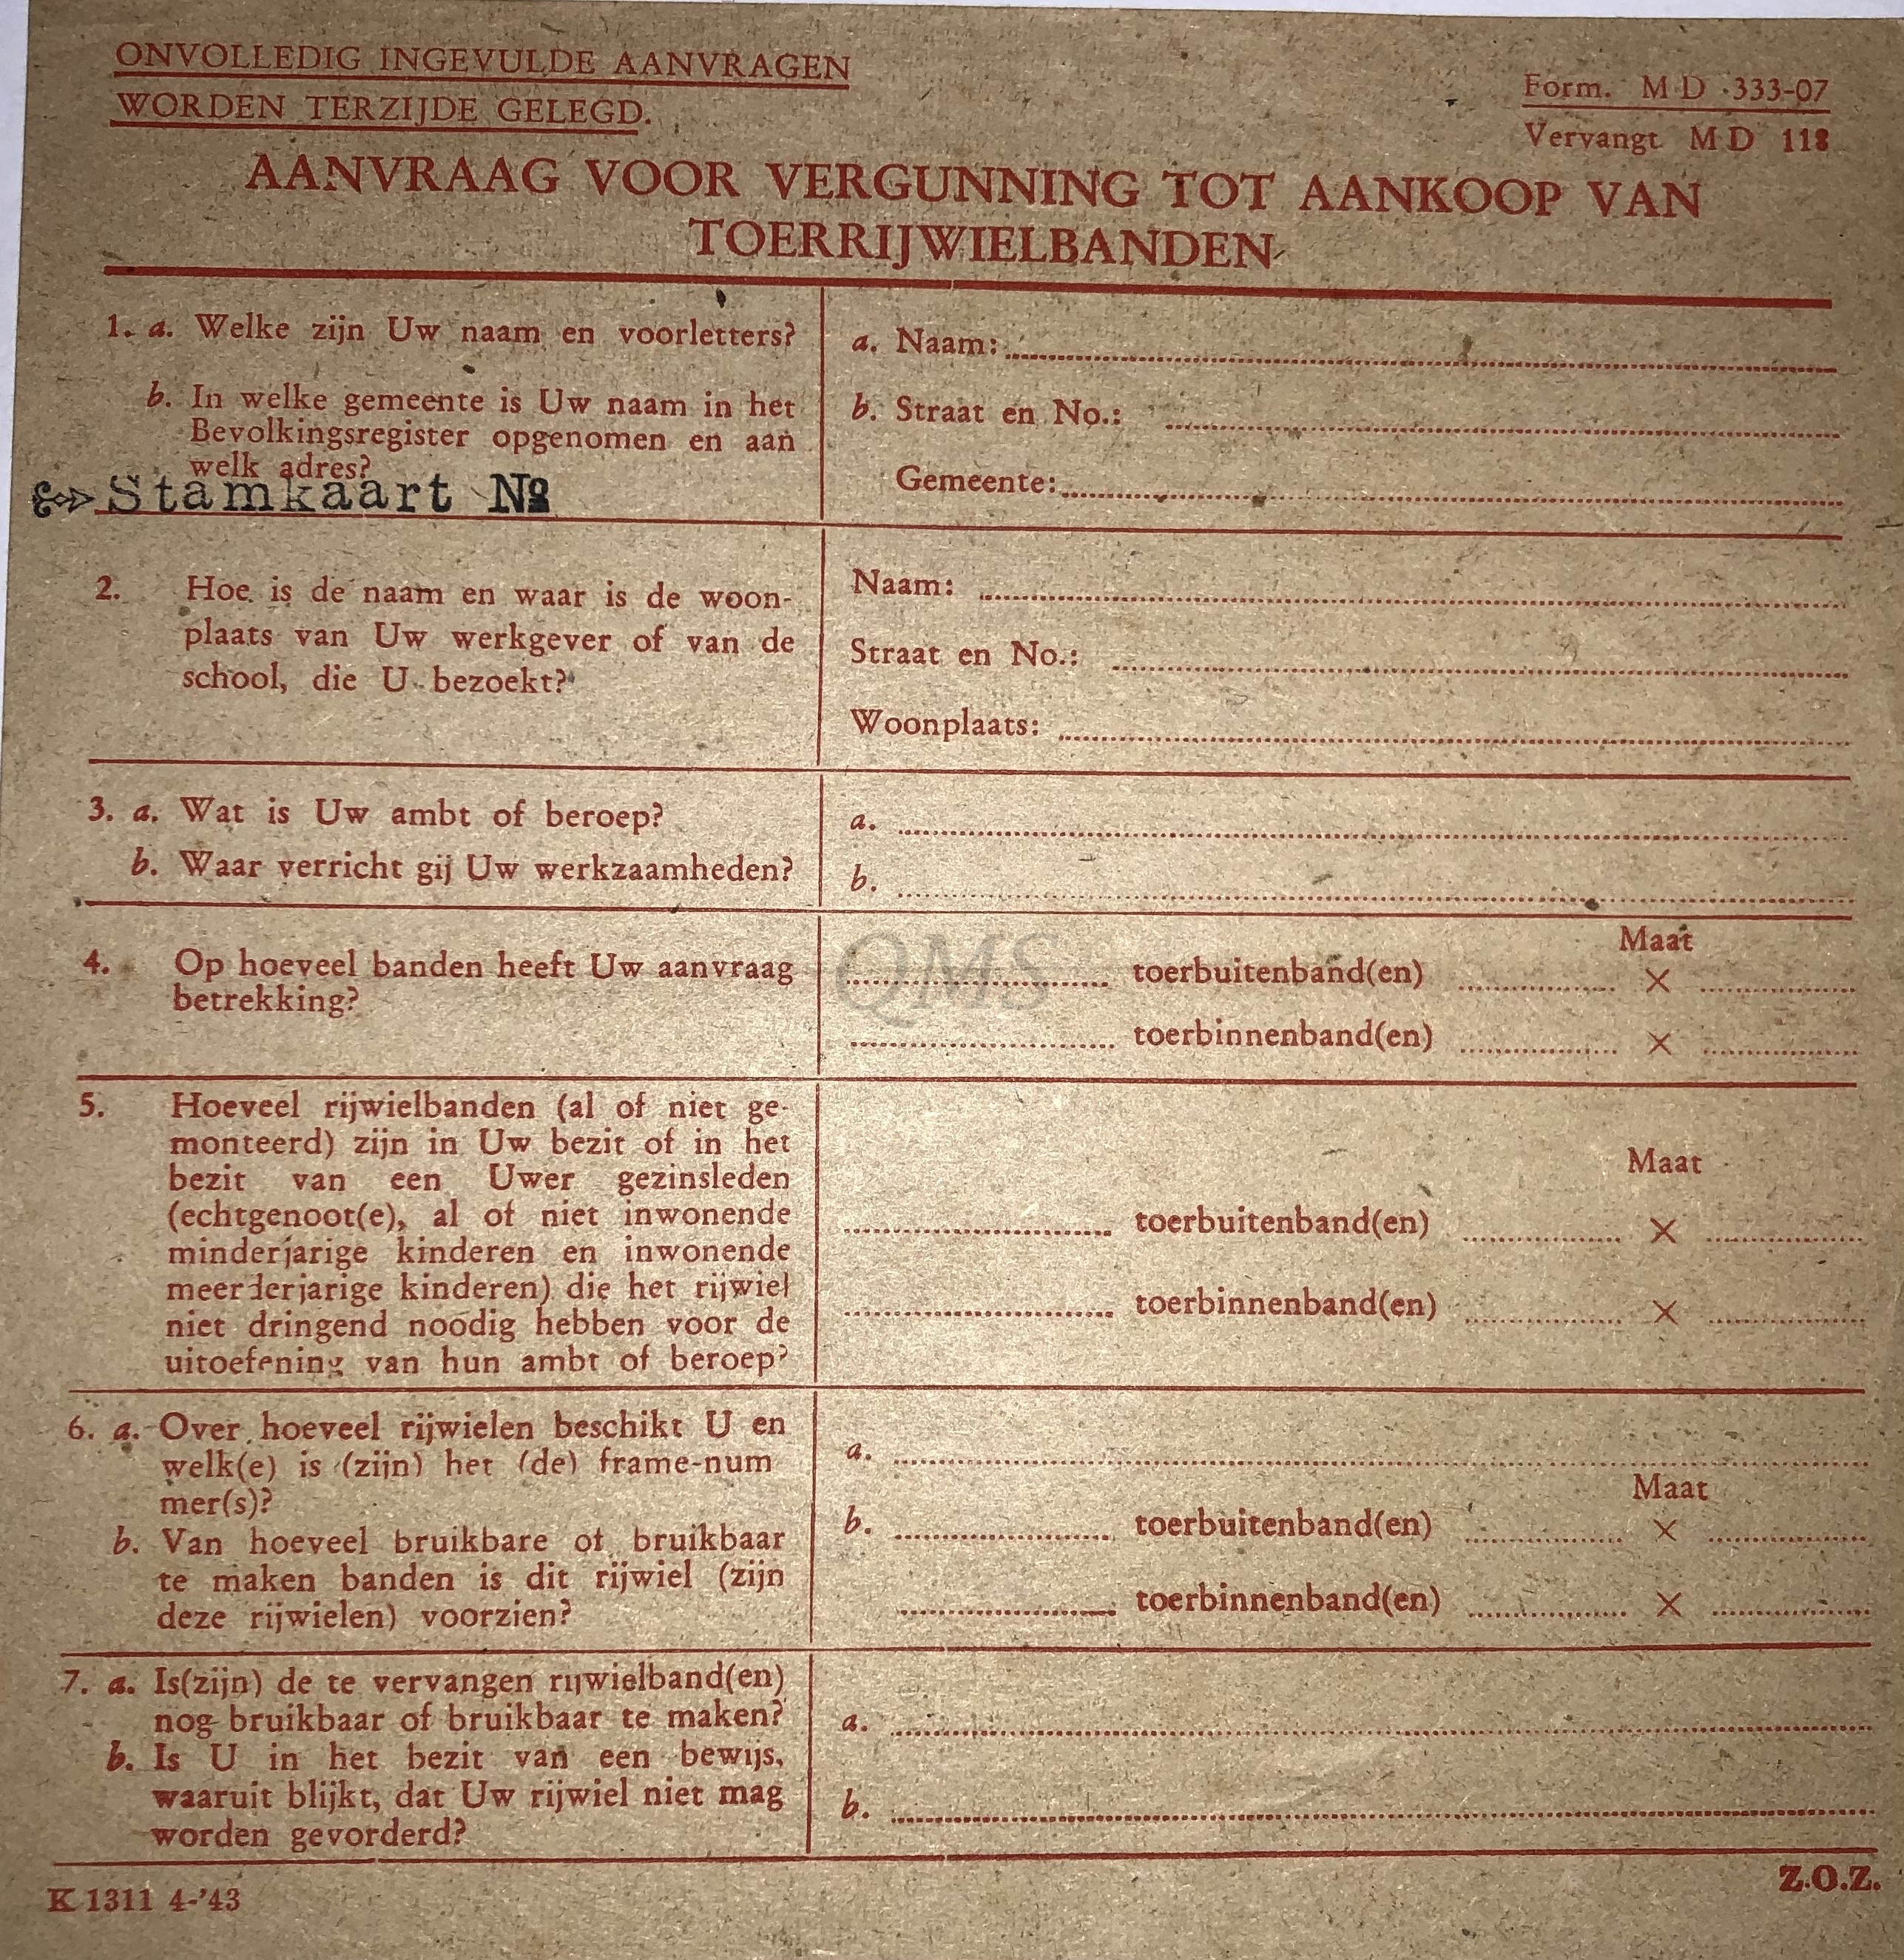 ONVOLLEDIG INGEVULDE AANVRAGEN
WORDEN TERZIJDE GELEGD.
Form. MD 333-07
Vervangt MD 118
AANVRAAG VOOR VERGUNNING TOT AANKOOP VAN
TOERRIJWIELBANDEN
1. a. Welke zijn Uw naam en voorletters?
a. Naam:
b. In welke gemeente is Uw naam in het
Bevolkingsregister opgenomen en aan
welk adres?
b. Straat en No.:
Gemeente:
Stamkaart №
2. Hoe is de naam en waar is de woon-
plaats van Uw werkgever of van de
school, die U bezoekt?
Naam:
Straat en No.:
Woonplaats:
3. a. Wat is Uw ambt of beroep?
a.
b. Waar verricht gij Uw werkzaamheden?
b.
4. Op hoeveel banden heeft Uw aanvraag
betrekking?
Maat
toerbuitenband(en) ×
toerbinnenband(en) ×
5. Hoeveel rijwielbanden (al of niet ge-
monteerd) zijn in Uw bezit of in het
bezit van een Uwer gezinsleden
(echtgenoot(e), al of niet inwonende
minderjarige kinderen en inwonende
meerderjarige kinderen) die het rijwiel
niet dringend noodig hebben voor de
uitoefening van hun ambt of beroep?
Maat
toerbuitenband(en) ×
toerbinnenband(en) ×
6. a. Over hoeveel rijwielen beschikt U en
welk(e) is (zijn) het (de) frame-num
mer(s)?
a.
b. Van hoeveel bruikbare of bruikbaar
te maken banden is dit rijwiel (zijn
deze rijwielen) voorzien?
Maat
b. toerbuitenband(en) ×
toerbinnenband(en) ×
7. a. Is(zijn) de te vervangen rijwielband(en)
nog bruikbaar of bruikbaar te maken?
a.
b. Is U in het bezit van een bewijs,
waaruit blijkt, dat Uw rijwiel niet mag
worden gevorderd?
b.
K 1311 4-'43
Z.O.Z.
QMS